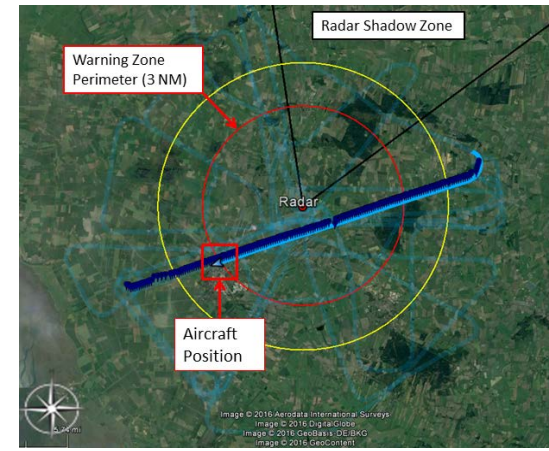 Radar Shadow Zone
Warning Zone
Perimeter (3 NM)
Radar
Aircraft
Position
Image © 2016 Aerodata International Surveys
Image © 2016 DigitalGlobe
Image © 2016 GeoBasis-DE/BKG
Image © 2016 GeoContent